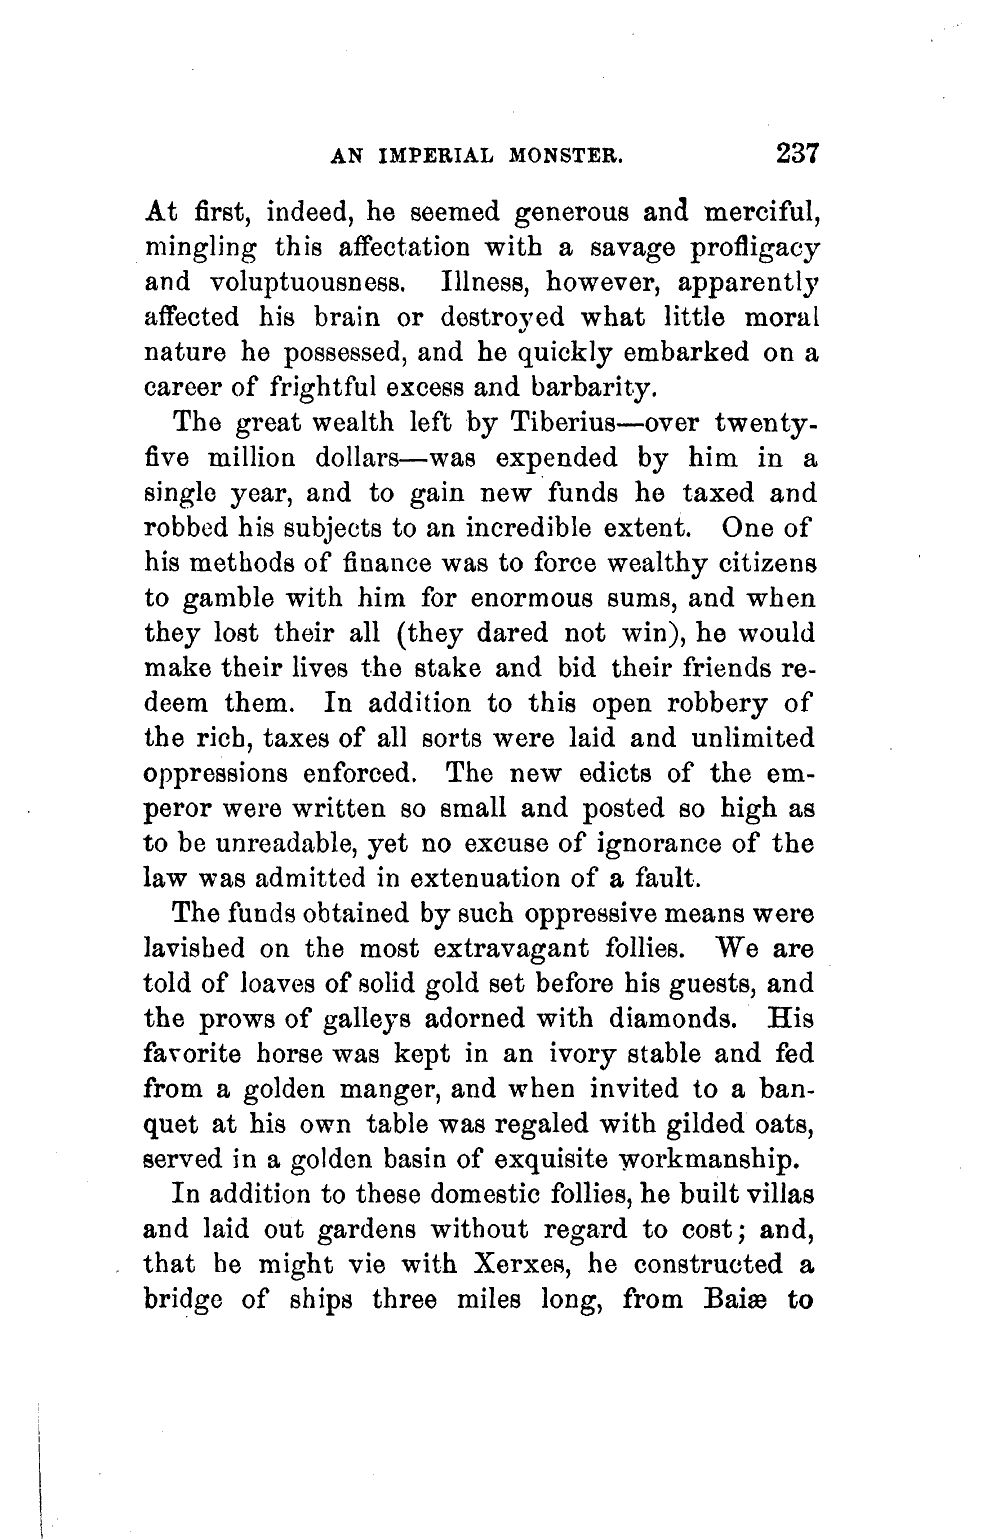 AN IMPERIAL MONSTER. 237
At first, indeed, he seemed generous and merciful,
mingling this affectation with a savage profligacy
and voluptuousness. Illness, however, apparently
affected his brain or destroyed what little moral
nature he possessed, and he quickly embarked on a
career of frightful excess and barbarity.
The great wealth left by Tiberius—over twenty-
five million dollars—was expended by him in a
single year, and to gain new funds he taxed and
robbed his subjects to an incredible extent. One of
his methods of finance was to force wealthy citizens
to gamble with him for enormous sums, and when
they lost their all (they dared not win), he would
make their lives the stake and bid their friends re-
deem them. In addition to this open robbery of
the rich, taxes of all sorts were laid and unlimited
oppressions enforced. The new edicts of the em-
peror were written so small and posted so high as
to be unreadable, yet no excuse of ignorance of the
law was admitted in extenuation of a fault.
The funds obtained by such oppressive means were
lavished on the most extravagant follies. We are
told of loaves of solid gold set before his guests, and
the prows of galleys adorned with diamonds. His
favorite horse was kept in an ivory stable and fed
from a golden manger, and when invited to a ban-
quet at his own table was regaled with gilded oats,
served in a golden basin of exquisite workmanship.
In addition to these domestic follies, he built villas
and laid out gardens without regard to cost; and,
that he might vie with Xerxes, he constructed a
bridge of ships three miles long, from Baiæ to